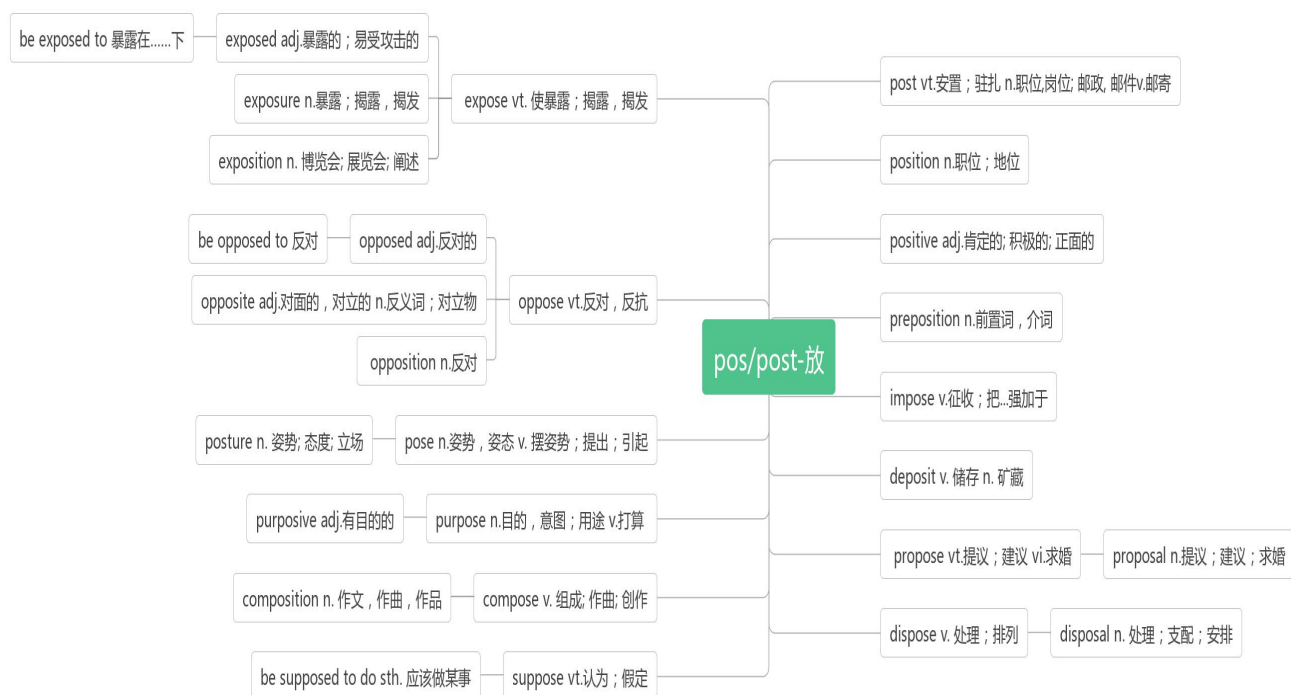 be exposed to 暴露在......下
exposed adj.暴露的；易受攻击的
exposure n.暴露；揭露，揭发
expose vt. 使暴露；揭露，揭发
exposition n. 博览会; 展览会; 阐述
be opposed to 反对
opposed adj.反对的
opposite adj.对面的，对立的 n.反义词；对立物
oppose vt.反对，反抗
opposition n.反对
posture n. 姿势; 态度; 立场
pose n.姿势，姿态 v. 摆姿势；提出；引起
purposive adj.有目的的
purpose n.目的，意图；用途 v.打算
composition n. 作文，作曲，作品
compose v. 组成; 作曲; 创作
be supposed to do sth. 应该做某事
suppose vt.认为；假定
pos/post-放
post vt.安置；驻扎 n.职位,岗位; 邮政, 邮件v.邮寄
position n.职位；地位
positive adj.肯定的; 积极的; 正面的
preposition n.前置词，介词
impose v.征收；把...强加于
deposit v. 储存 n. 矿藏
propose vt.提议；建议 vi.求婚
proposal n.提议；建议；求婚
dispose v. 处理；排列
disposal n. 处理；支配；安排